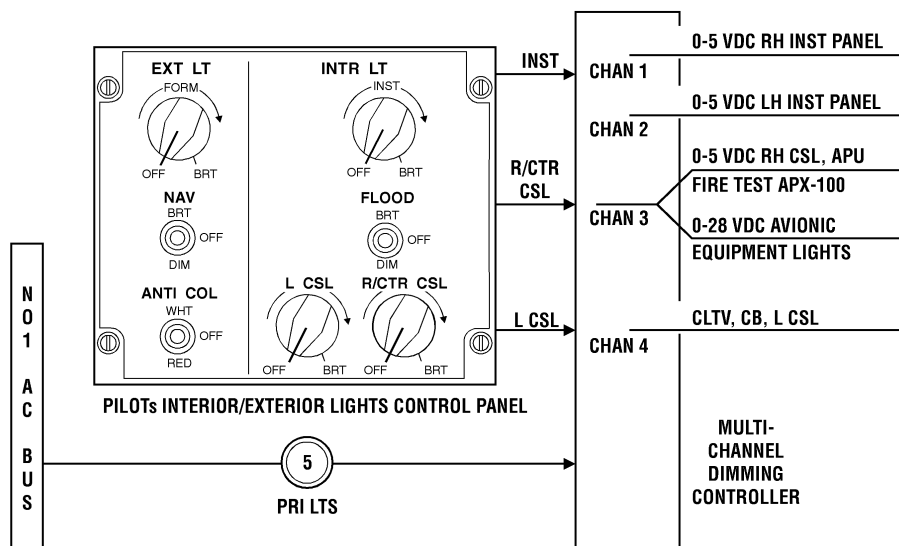 EXT LT
FORM
OFF
BRT
NAV
BRT
OFF
DIM
ANTI COL
WHT
OFF
RED
INTR LT
INST
OFF
BRT
FLOOD
BRT
OFF
DIM
L CSL
OFF
BRT
R/CTR CSL
OFF
BRT
PILOTs INTERIOR/EXTERIOR LIGHTS CONTROL PANEL
NO1 AC BUS
5
PRI LTS
INST
R/CTR
CSL
L CSL
CHAN 1
CHAN 2
CHAN 3
CHAN 4
0-5 VDC RH INST PANEL
0-5 VDC LH INST PANEL
0-5 VDC RH CSL, APU
FIRE TEST APX-100
0-28 VDC AVIONIC
EQUIPMENT LIGHTS
CLTV, CB, L CSL
MULTI-
CHANNEL
DIMMING
CONTROLLER